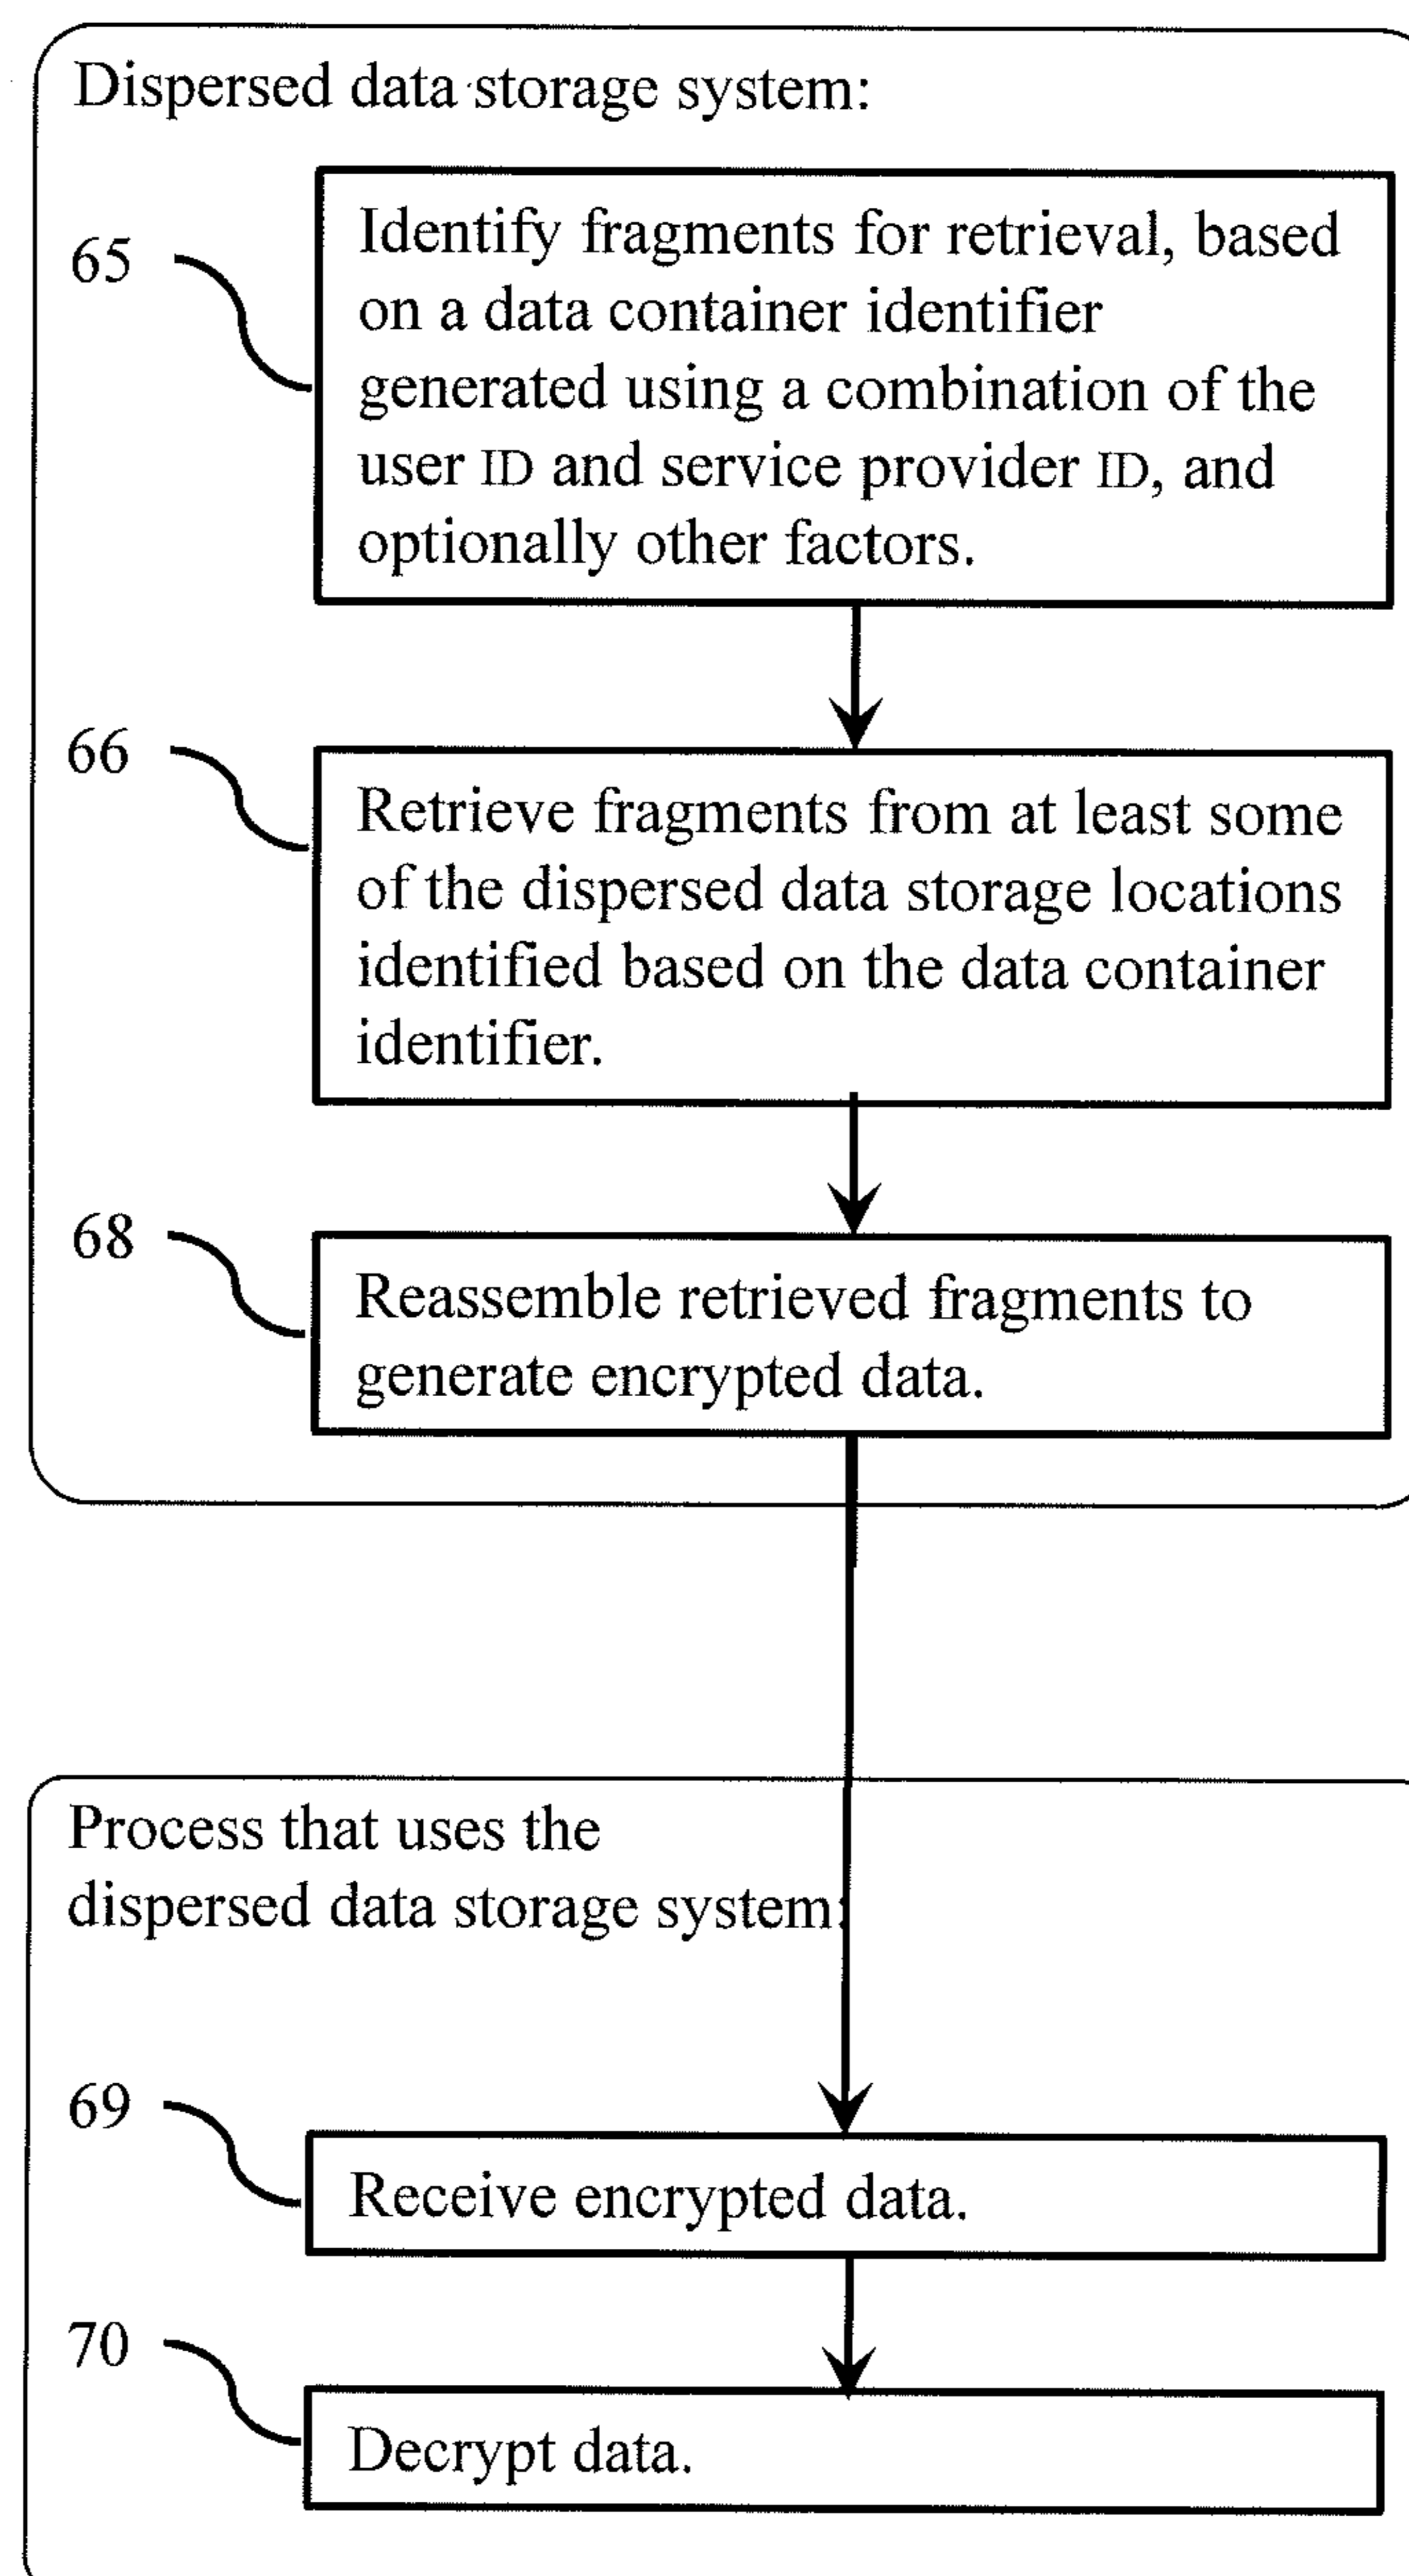 Dispersed data storage system:
65
Identify fragments for retrieval, based
on a data container identifier
generated using a combination of the
user ID and service provider ID, and
optionally other factors.
66
Retrieve fragments from at least some
of the dispersed data storage locations
identified based on the data container
identifier.
68
Reassemble retrieved fragments to
generate encrypted data.
Process that uses the
dispersed data storage system:
69
Receive encrypted data.
70
Decrypt data.